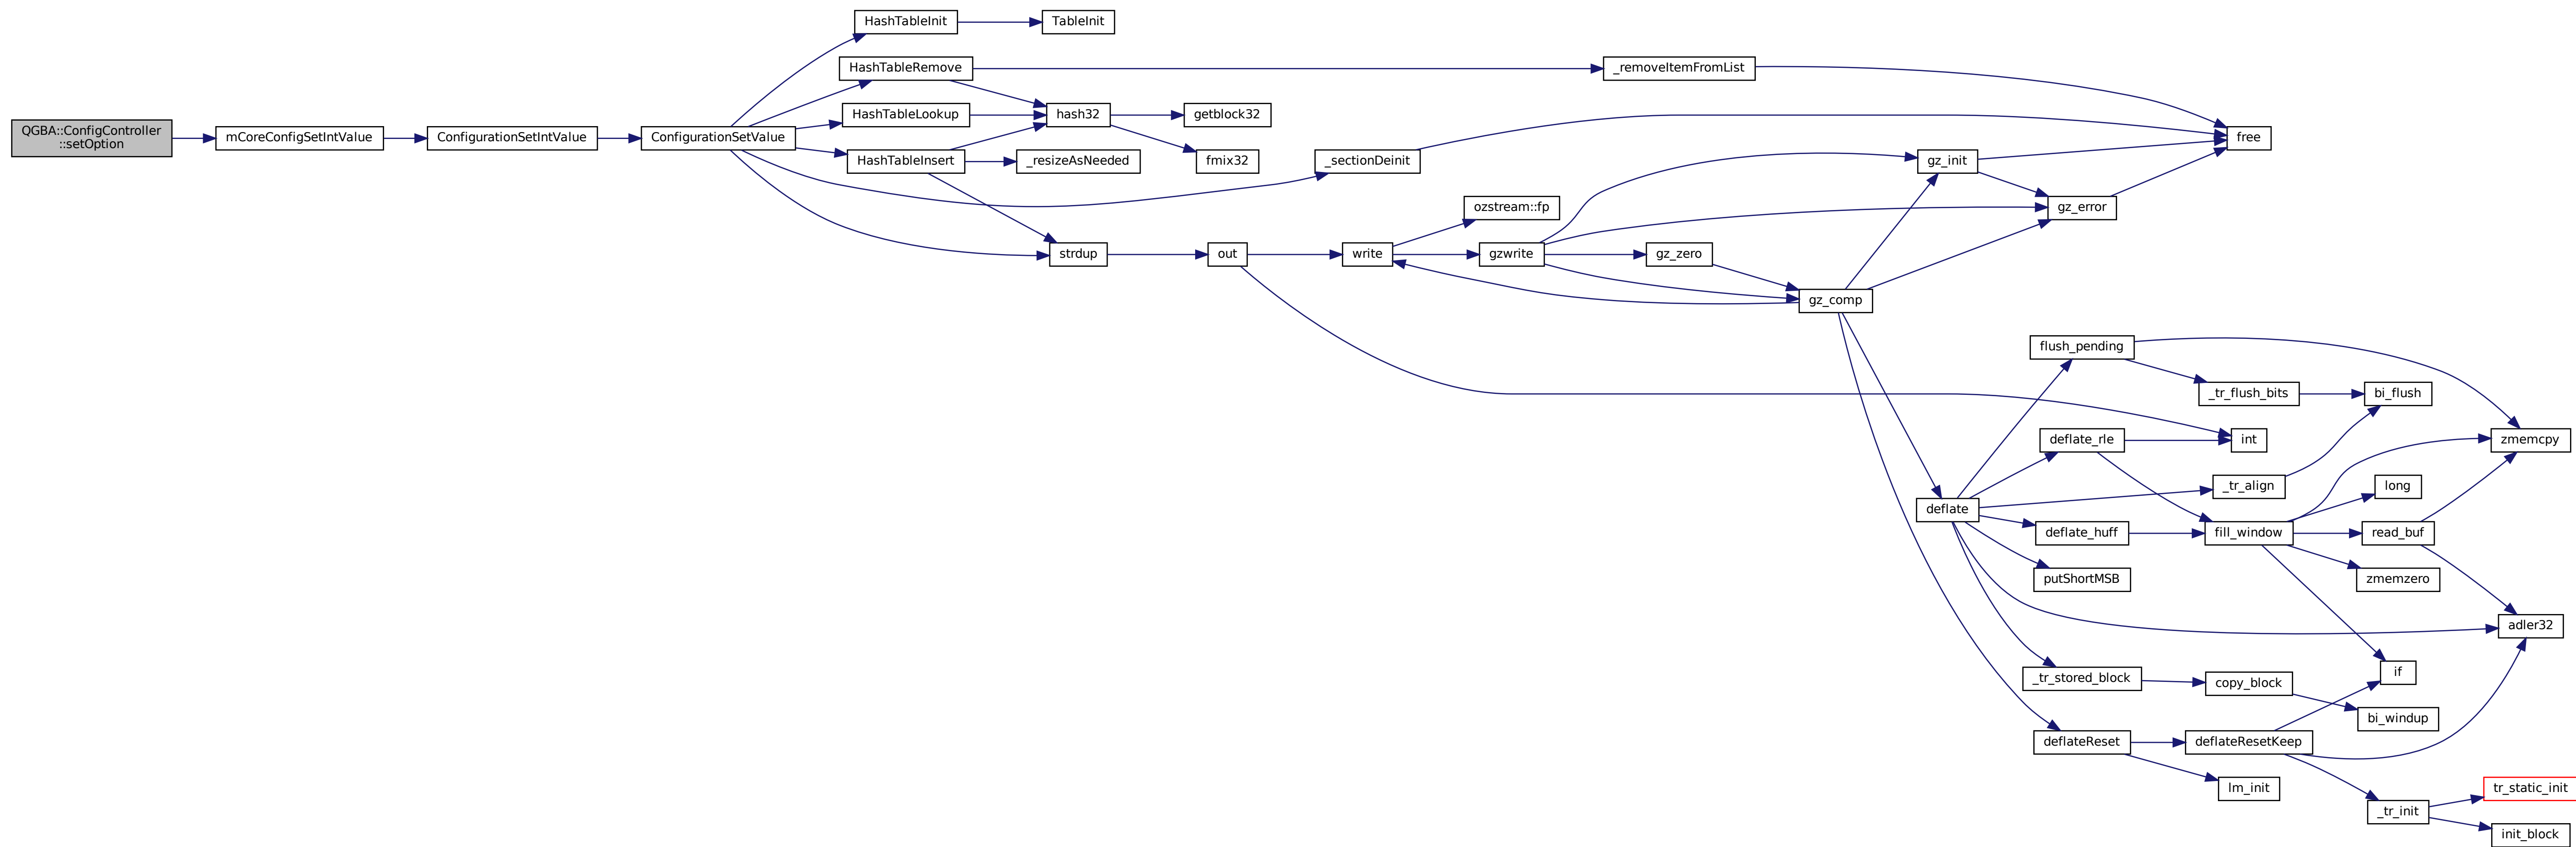 HashTableInit
TableInit
HashTableRemove
_removeItemFromList
QGBA::ConfigController
::setOption
mCoreConfigSetIntValue
ConfigurationSetIntValue
ConfigurationSetValue
HashTableLookup
hash32
getblock32
free
HashTableInsert
_resizeAsNeeded
fmix32
_sectionDeinit
gz_init
ozstream::fp
gz_error
strdup
out
write
gzwrite
gz_zero
gz_comp
flush_pending
_tr_flush_bits
bi_flush
deflate_rle
int
zmemcpy
_tr_align
long
deflate
deflate_huff
fill_window
read_buf
putShortMSB
zmemzero
adler32
_tr_stored_block
copy_block
if
bi_windup
deflateReset
deflateResetKeep
lm_init
tr_static_init
_tr_init
init_block